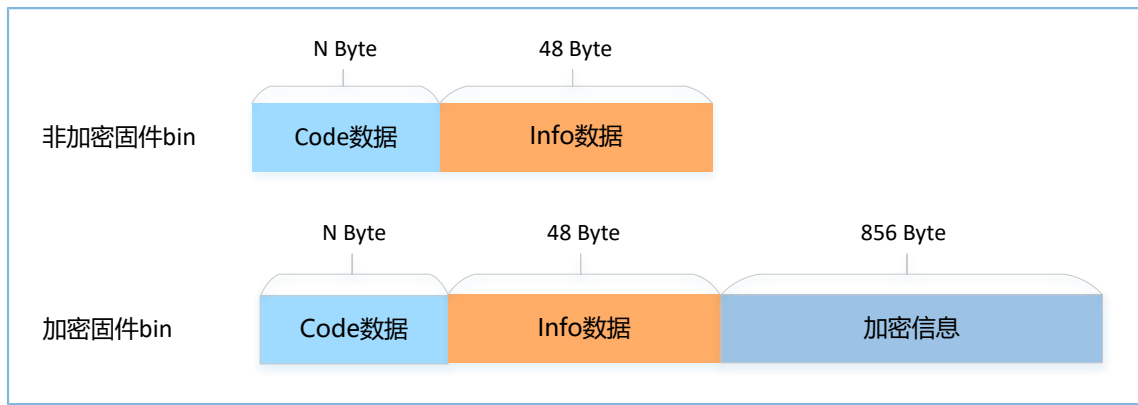 N Byte
48 Byte
非加密固件bin
Code数据
Info数据
N Byte
48 Byte
856 Byte
加密固件bin
Code数据
Info数据
加密信息